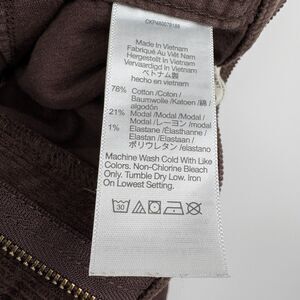 Made In Vietnam
Fabriqué Au Viêt Nam
Hergestellt In Vietnam
Vervaardigd In Vietnam
ベトナム製
hecho en vietnam
78% Cotton /Coton /
Baumwolle /Katoen /綿 /
algodón
21% Modal /Modal /Modal /
Modal /レーヨン /modal
1% Elastane /Élasthanne /
Elastan /Elastaan /
ポリウレタン /elastano
Machine Wash Cold With Like
Colors. Non-Chlorine Bleach
Only. Tumble Dry Low. Iron
On Lowest Setting.
30